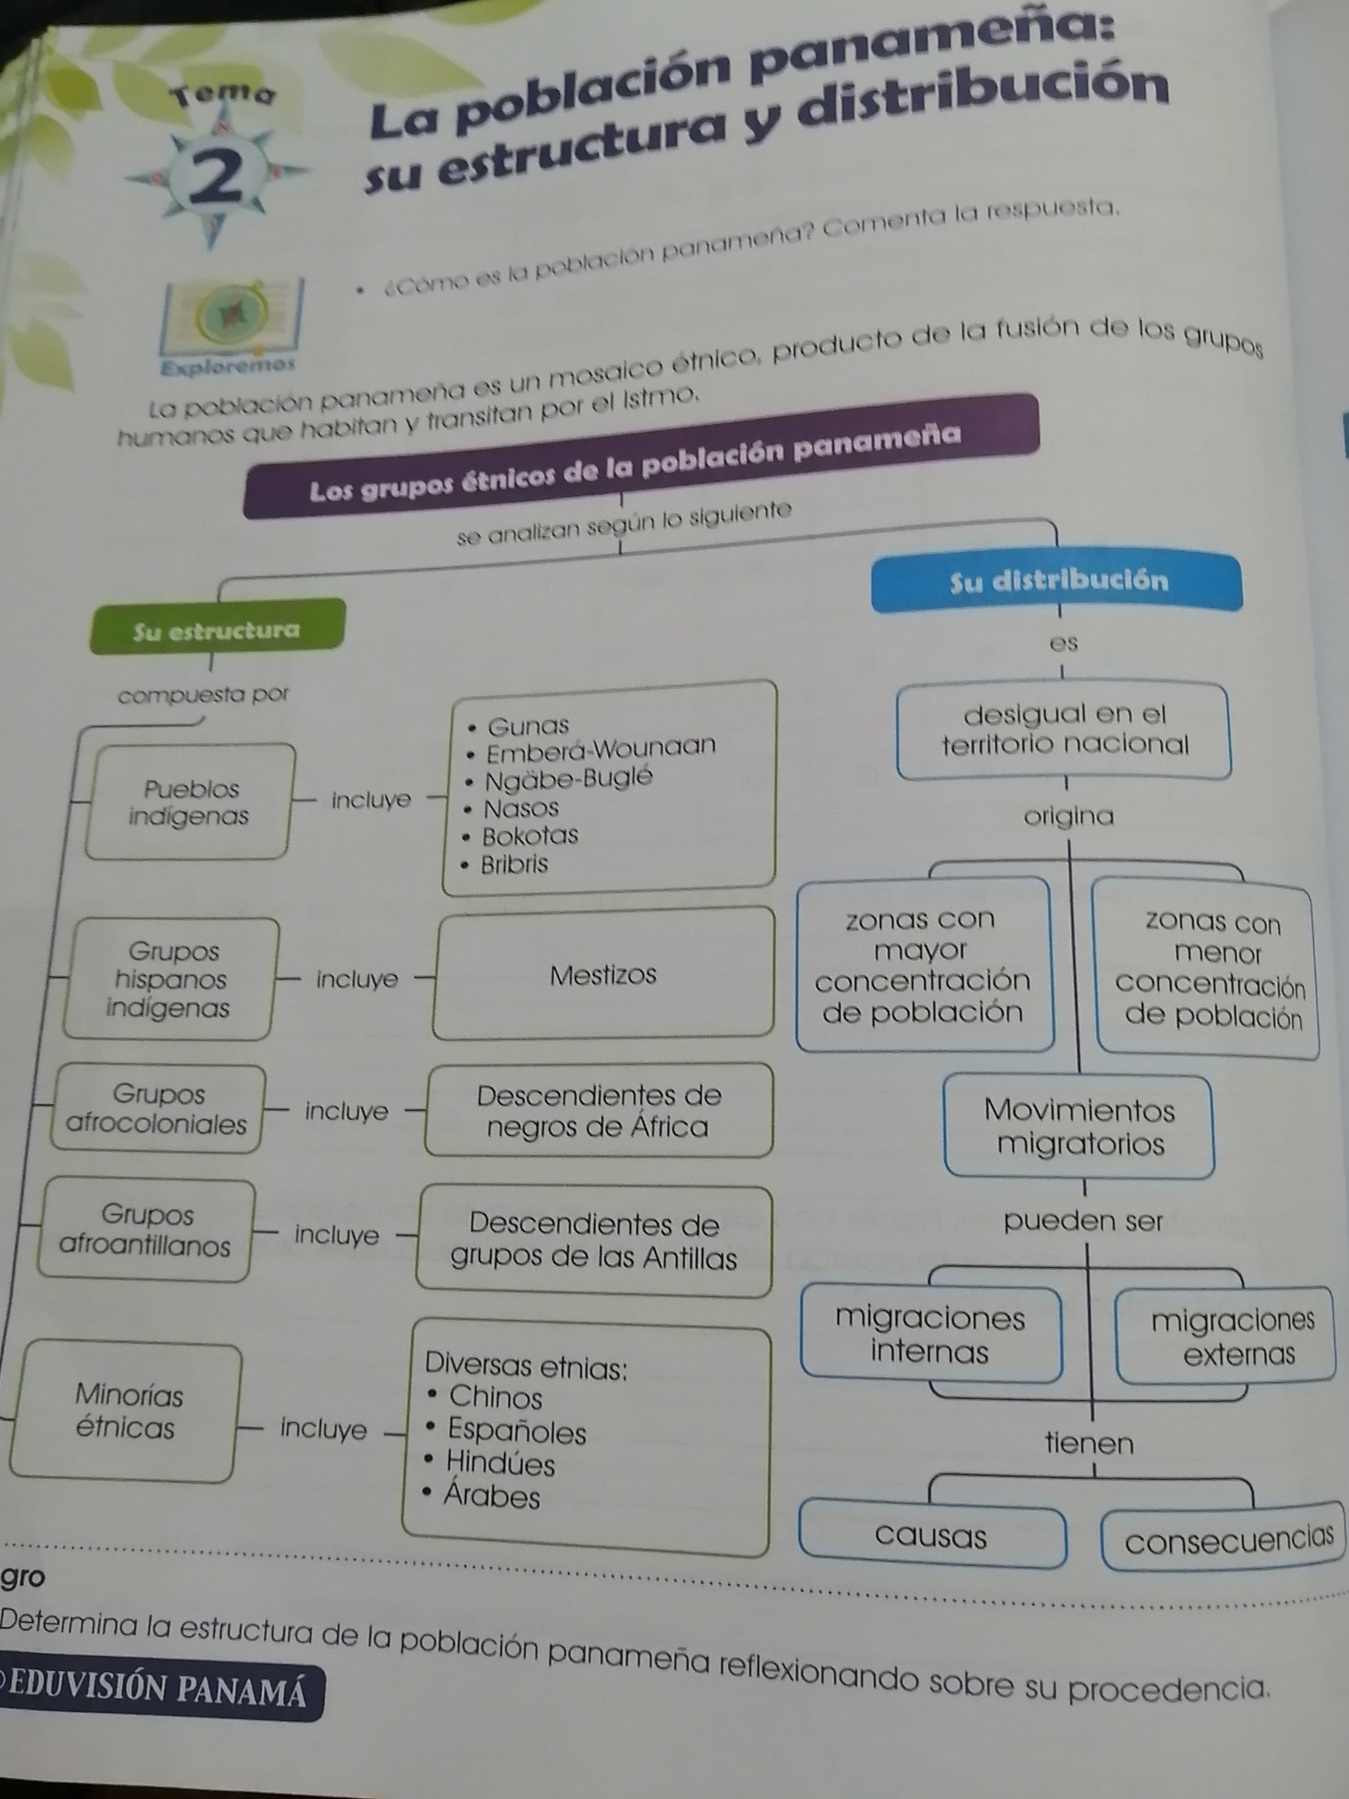 Tema
2
La población panameña:
su estructura y distribución
• ¿Cómo es la población panameña? Comenta la respuesta.
Exploremos
La población panameña es un mosaico étnico, producto de la fusión de los grupos
humanos que habitan y transitan por el Istmo.
Los grupos étnicos de la población panameña
se analizan según lo siguiente
Su estructura
compuesta por
Pueblos
indígenas
incluye
• Gunas
• Emberá-Wounaan
• Ngäbe-Buglé
• Nasos
• Bokotas
• Bribris
Grupos
hispanos
indígenas
incluye
Mestizos
Grupos
afrocoloniales
incluye
Descendientes de
negros de África
Grupos
afroantillanos
incluye
Descendientes de
grupos de las Antillas
Minorías
étnicas
incluye
Diversas etnias:
• Chinos
• Españoles
• Hindúes
• Árabes
Su distribución
es
desigual en el
territorio nacional
origina
zonas con
mayor
concentración
de población
zonas con
menor
concentración
de población
Movimientos
migratorios
pueden ser
migraciones
internas
migraciones
externas
tienen
causas
consecuencias
gro
Determina la estructura de la población panameña reflexionando sobre su procedencia.
EDUVISIÓN PANAMÁ